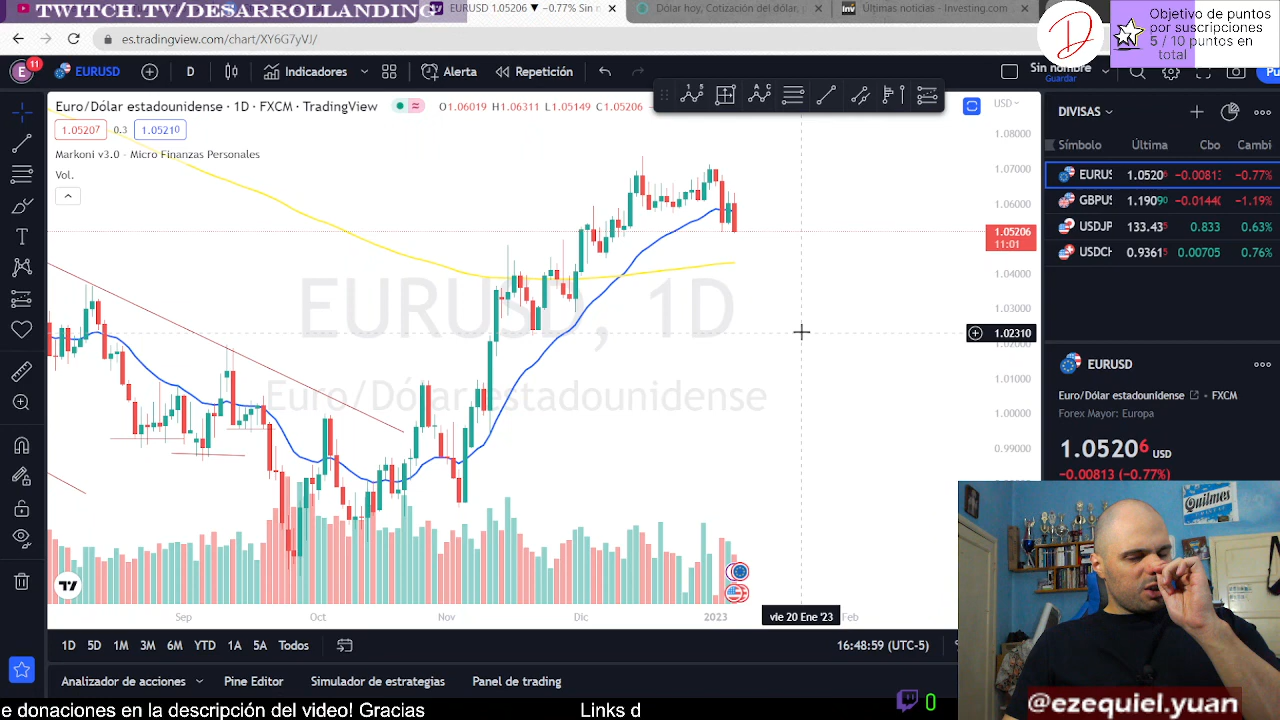 TWITCH.TV/DESARROLLANDING
EURUSD 1.05206 ▼ −0.77% Sin n
Dólar hoy, Cotización del dólar,
Últimas noticias - Investing.com
es.tradingview.com/chart/XY6G7yVJ/
Objetivo de puntos
por suscripciones
5 / 10 puntos en
total
E
11
EURUSD
D
Indicadores
Alerta
Repetición
Sin nombre
Guardar
Euro/Dólar estadounidense · 1D · FXCM · TradingView
O1.06019 H1.06311 L1.05149 C1.05206
USD
1.05207
0.3
1.05210
Markoni v3.0 - Micro Finanzas Personales
Vol.
EURUSD, 1D
Euro/Dólar estadounidense
1.08000
1.07000
1.06000
1.05206
11:01
1.04000
1.03000
1.02310
1.01000
1.00000
0.99000
DIVISAS
Símbolo Última Cbo Cambi
EURUS 1.05206 −0.00813 −0.77%
GBPUS 1.19090 −0.01440 −1.19%
USDJP 133.435 0.833 0.63%
USDCH 0.93615 0.00705 0.76%
EURUSD
Euro/Dólar estadounidense · FXCM
Forex Mayor: Europa
1.05206 USD
−0.00813 (−0.77%)
Quilmes
Sep Oct Nov Dic 2023 vie 20 Ene '23 Feb
1D 5D 1M 3M 6M YTD 1A 5A Todos
16:48:59 (UTC-5)
Analizador de acciones Pine Editor Simulador de estrategias Panel de trading
@ezequiel.yuan
e donaciones en la descripción del video! Gracias
Links d
0